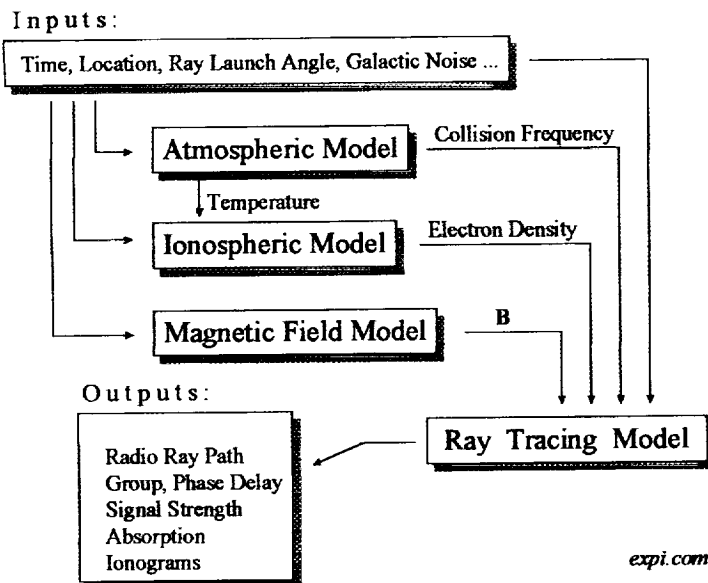 Inputs:
Time, Location, Ray Launch Angle, Galactic Noise ...
Atmospheric Model
Collision Frequency
Temperature
Ionospheric Model
Electron Density
Magnetic Field Model
B
Outputs:
Ray Tracing Model
Radio Ray Path
Group, Phase Delay
Signal Strength
Absorption
Ionograms
expi.com